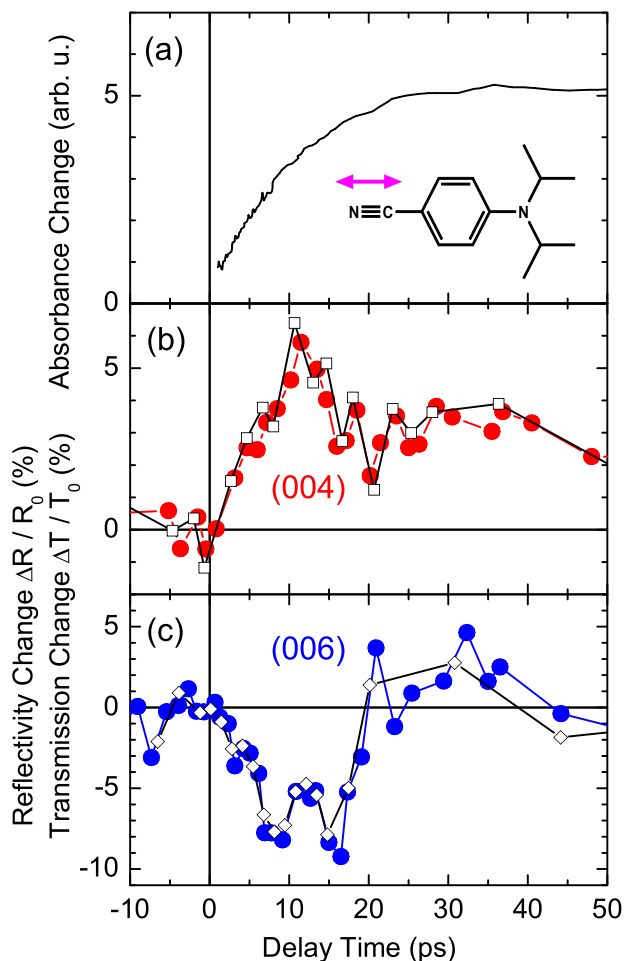 (a)
Absorbance Change (arb. u.)
5
0
N≡C
N
(b)
Reflectivity Change ΔR / R₀ (%)
Transmission Change ΔT / T₀ (%)
5
0
(004)
(c)
(006)
5
0
-5
-10
-10 0 10 20 30 40 50
Delay Time (ps)